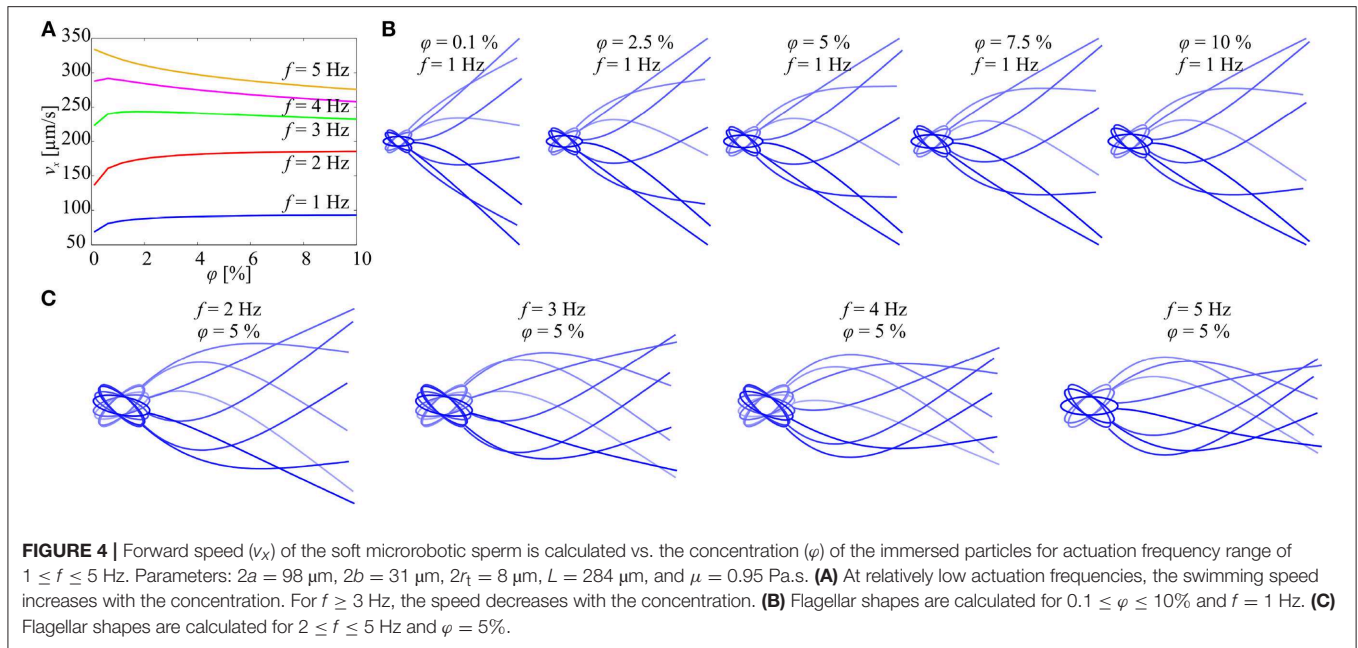 A
350
300
250
200
150
100
50
v_x [μm/s]
f = 5 Hz
f = 4 Hz
f = 3 Hz
f = 2 Hz
f = 1 Hz
0 2 4 6 8 10
φ [%]
B
φ = 0.1 %
f = 1 Hz
φ = 2.5 %
f = 1 Hz
φ = 5 %
f = 1 Hz
φ = 7.5 %
f = 1 Hz
φ = 10 %
f = 1 Hz
C
f = 2 Hz
φ = 5 %
f = 3 Hz
φ = 5 %
f = 4 Hz
φ = 5 %
f = 5 Hz
φ = 5 %
FIGURE 4 | Forward speed (v_x) of the soft microrobotic sperm is calculated vs. the concentration (φ) of the immersed particles for actuation frequency range of
1 ≤ f ≤ 5 Hz. Parameters: 2a = 98 μm, 2b = 31 μm, 2r_t = 8 μm, L = 284 μm, and μ = 0.95 Pa.s. (A) At relatively low actuation frequencies, the swimming speed
increases with the concentration. For f ≥ 3 Hz, the speed decreases with the concentration. (B) Flagellar shapes are calculated for 0.1 ≤ φ ≤ 10% and f = 1 Hz. (C)
Flagellar shapes are calculated for 2 ≤ f ≤ 5 Hz and φ = 5%.